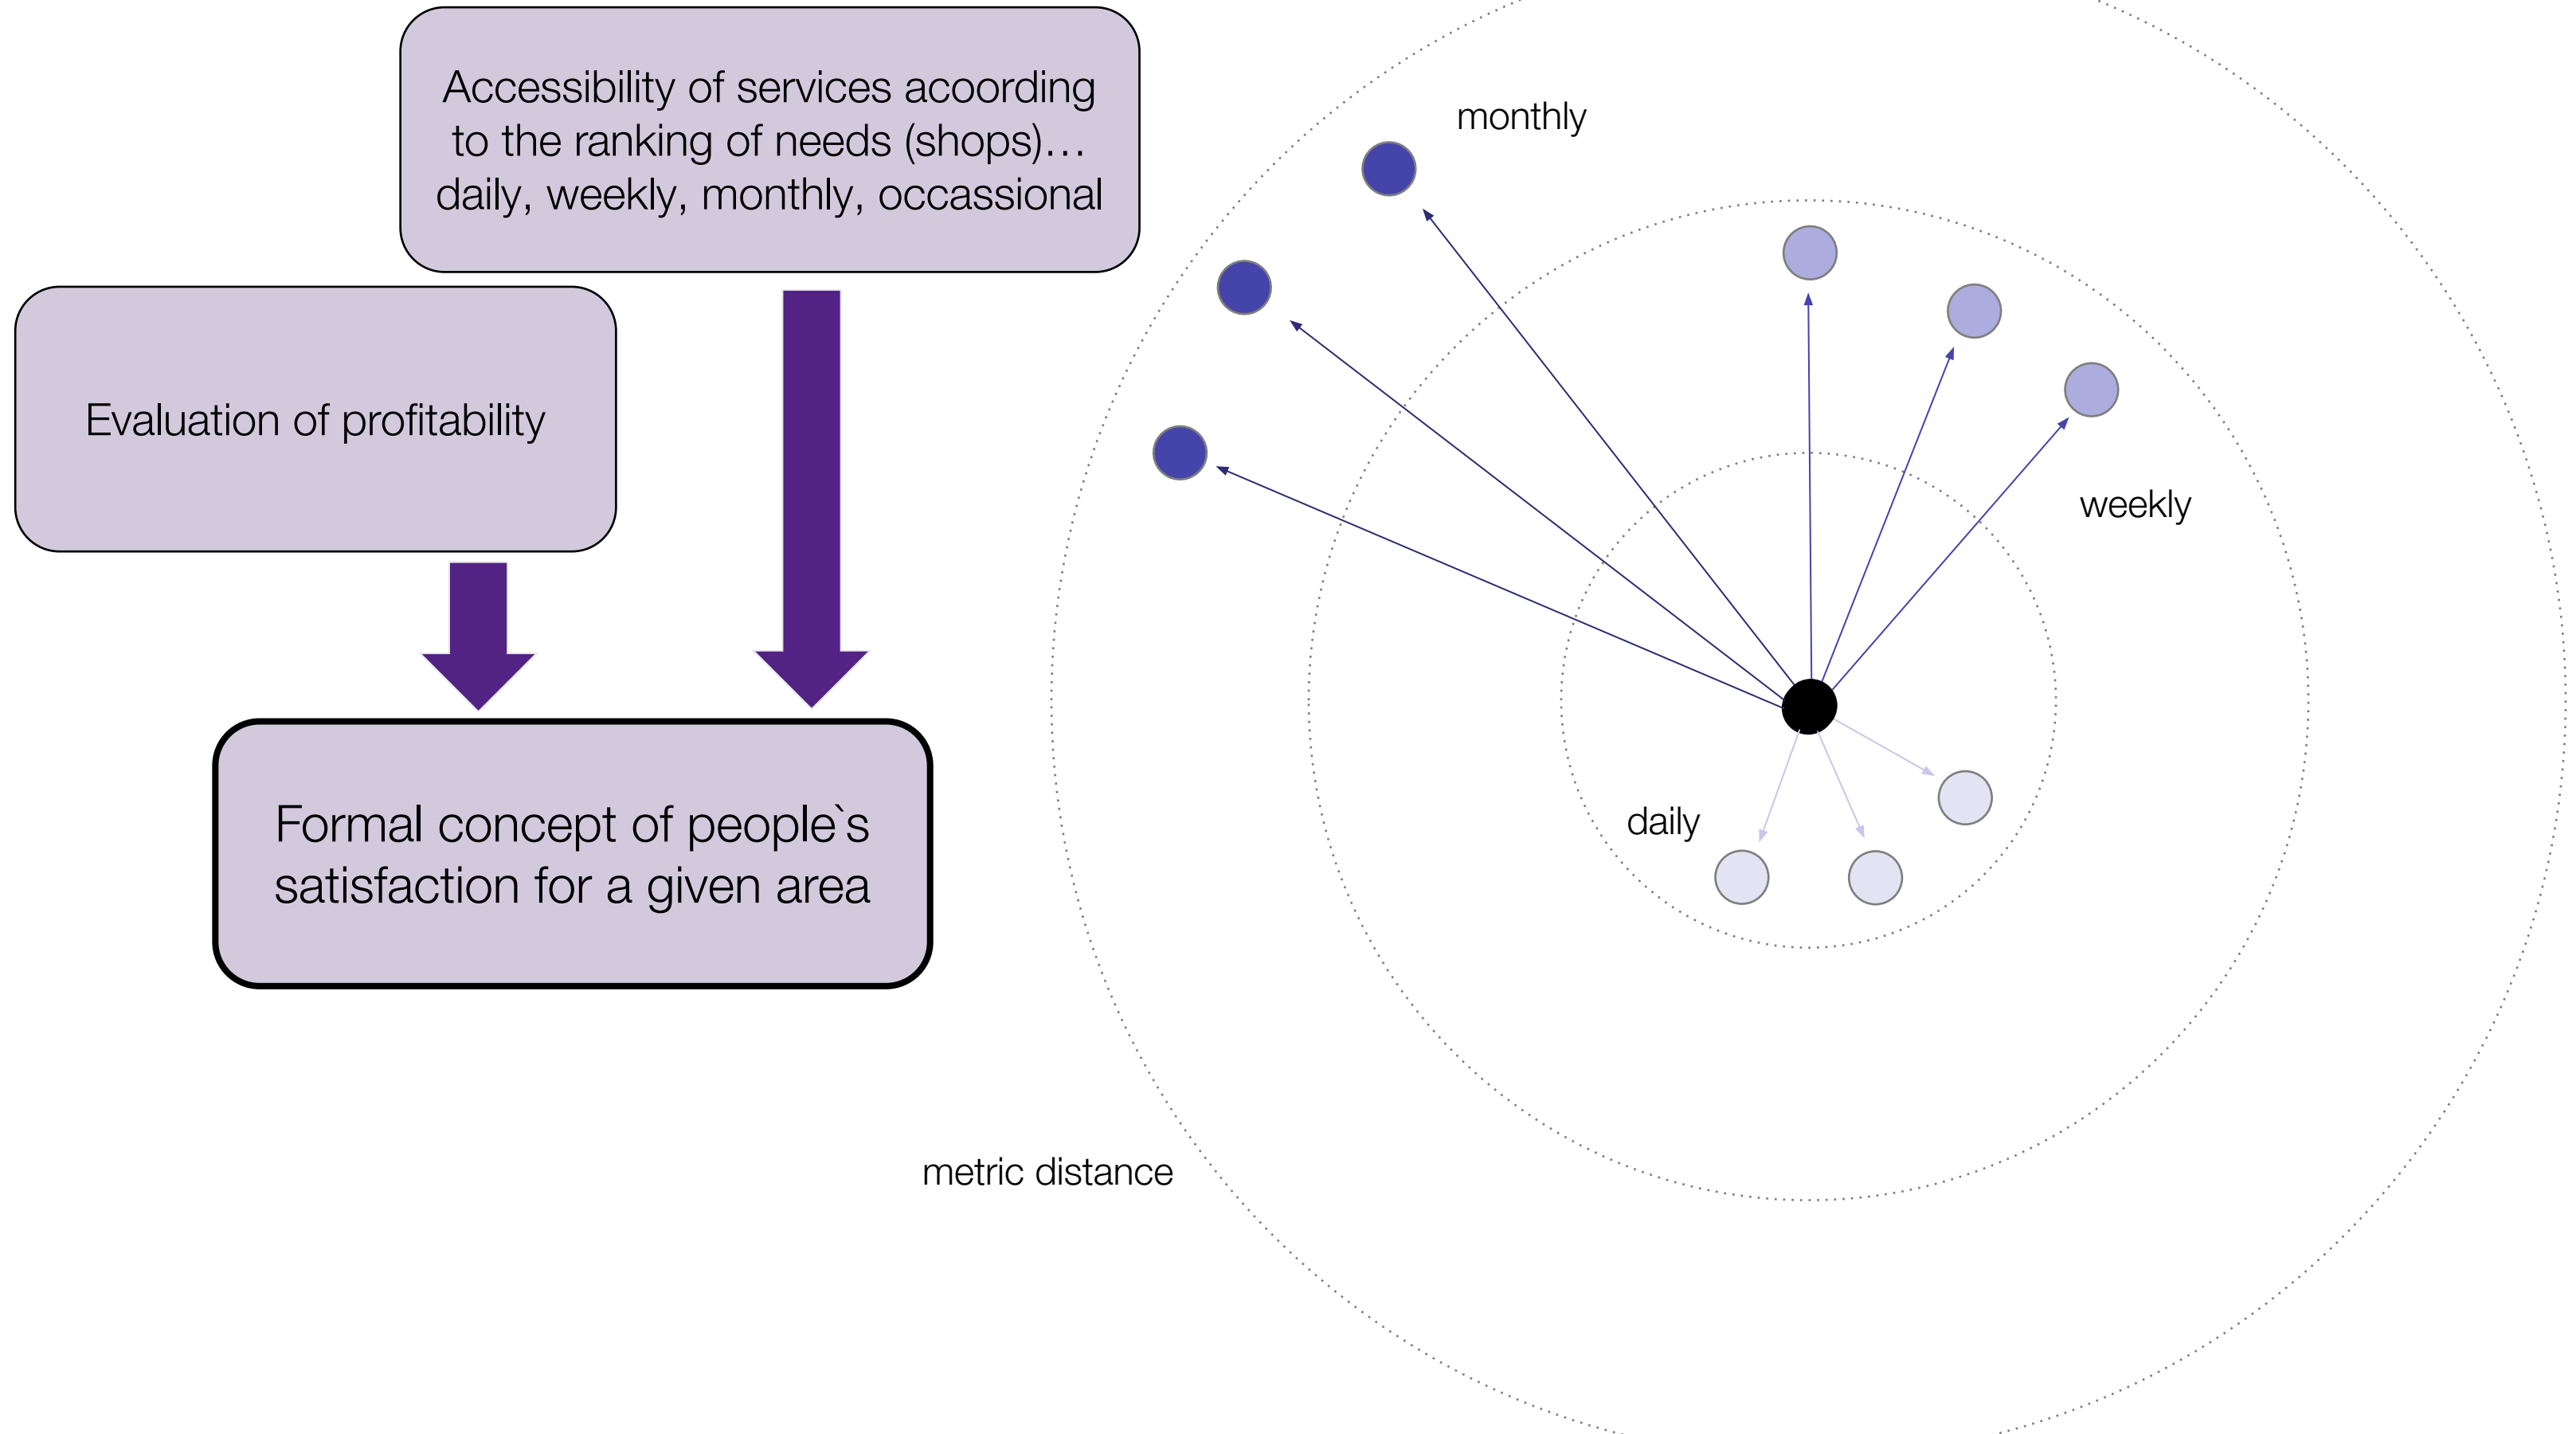 Accessibility of services acoording
to the ranking of needs (shops)…
daily, weekly, monthly, occassional
Evaluation of profitability
Formal concept of people`s
satisfaction for a given area
monthly
weekly
daily
metric distance